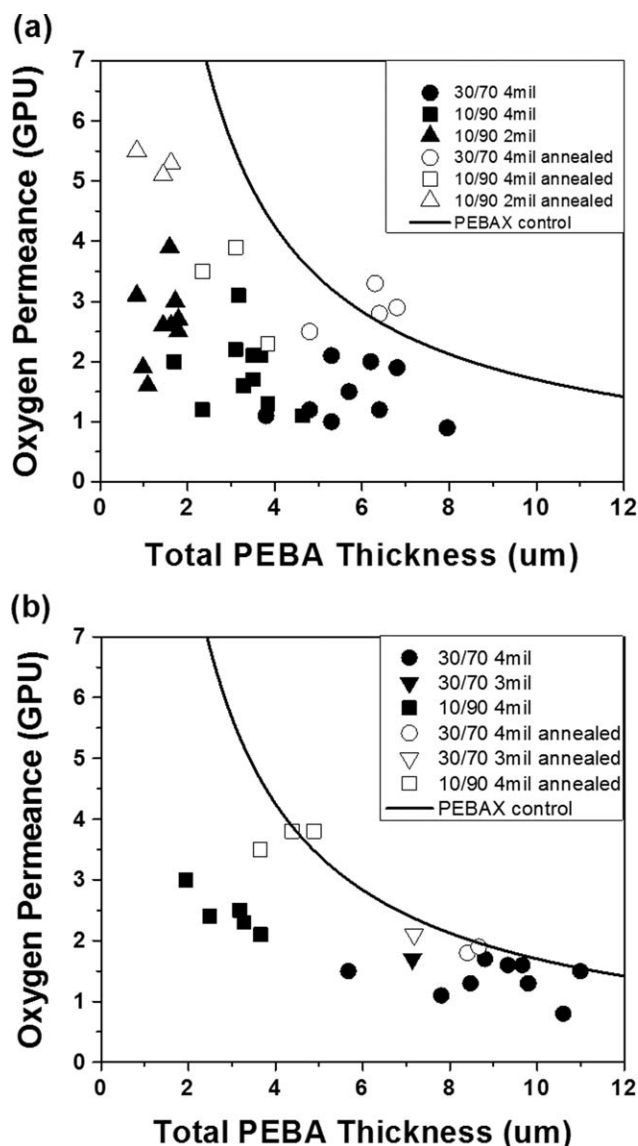 (a)
7
6
5
4
3
2
1
0
Oxygen Permeance (GPU)
30/70 4mil
10/90 4mil
10/90 2mil
30/70 4mil annealed
10/90 4mil annealed
10/90 2mil annealed
PEBAX control
0 2 4 6 8 10 12
Total PEBA Thickness (um)
(b)
7
6
5
4
3
2
1
0
Oxygen Permeance (GPU)
30/70 4mil
30/70 3mil
10/90 4mil
30/70 4mil annealed
30/70 3mil annealed
10/90 4mil annealed
PEBAX control
0 2 4 6 8 10 12
Total PEBA Thickness (um)